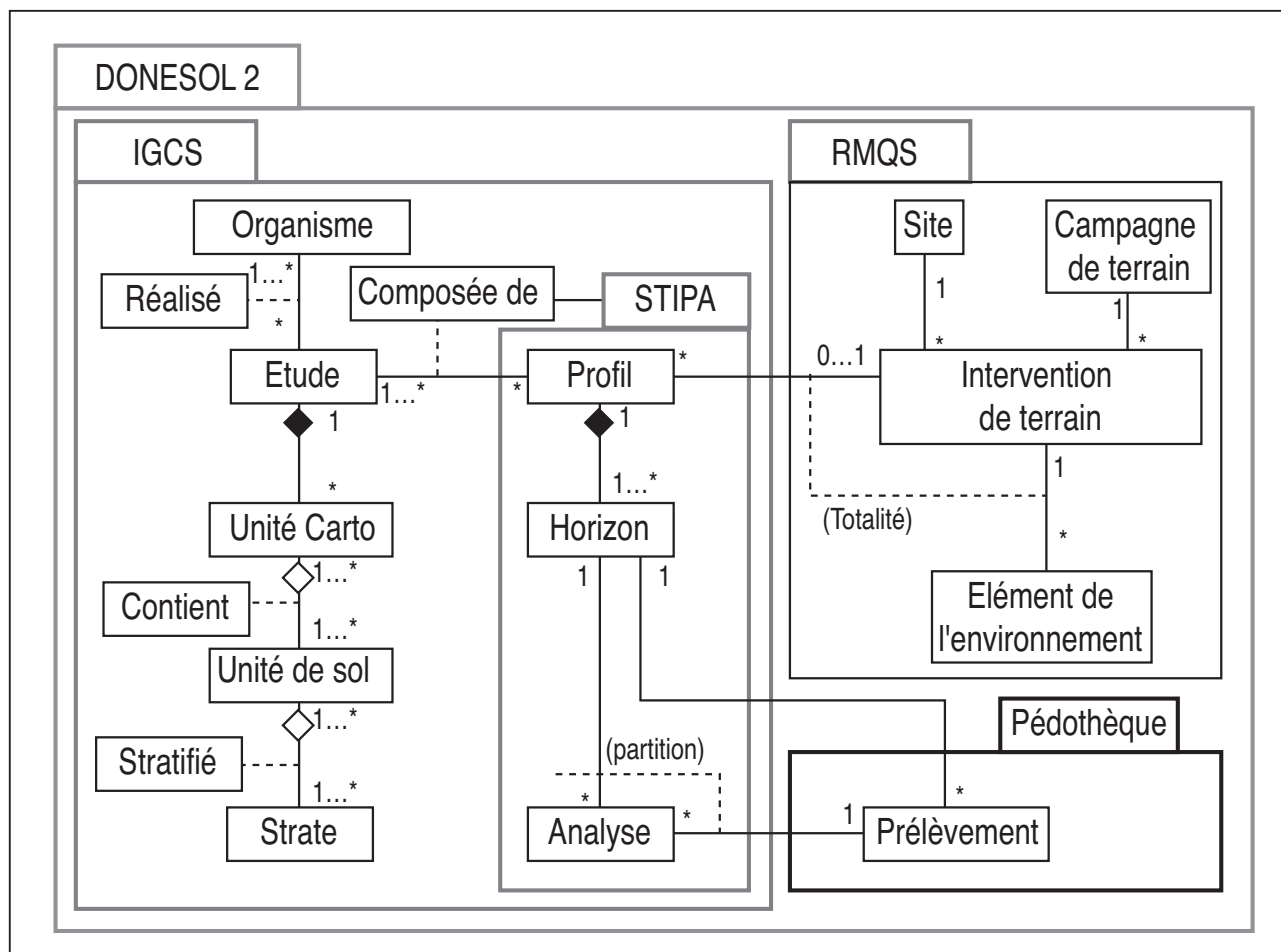 DONESOL 2
IGCS
RMQS
Organisme
Site
Campagne
de terrain
1...*
Réalisé
Composée de
STIPA
*
1
1
*
*
Etude
1...*
*
Profil
*
0...1
Intervention
de terrain
1
1
1
*
1...*
(Totalité)
Unité Carto
Horizon
*
1...*
1
1
Contient
Elément de
l'environnement
1...*
Unité de sol
1...*
Pédothèque
Stratifié
(partition)
1...*
*
*
*
1
Strate
Analyse
Prélèvement